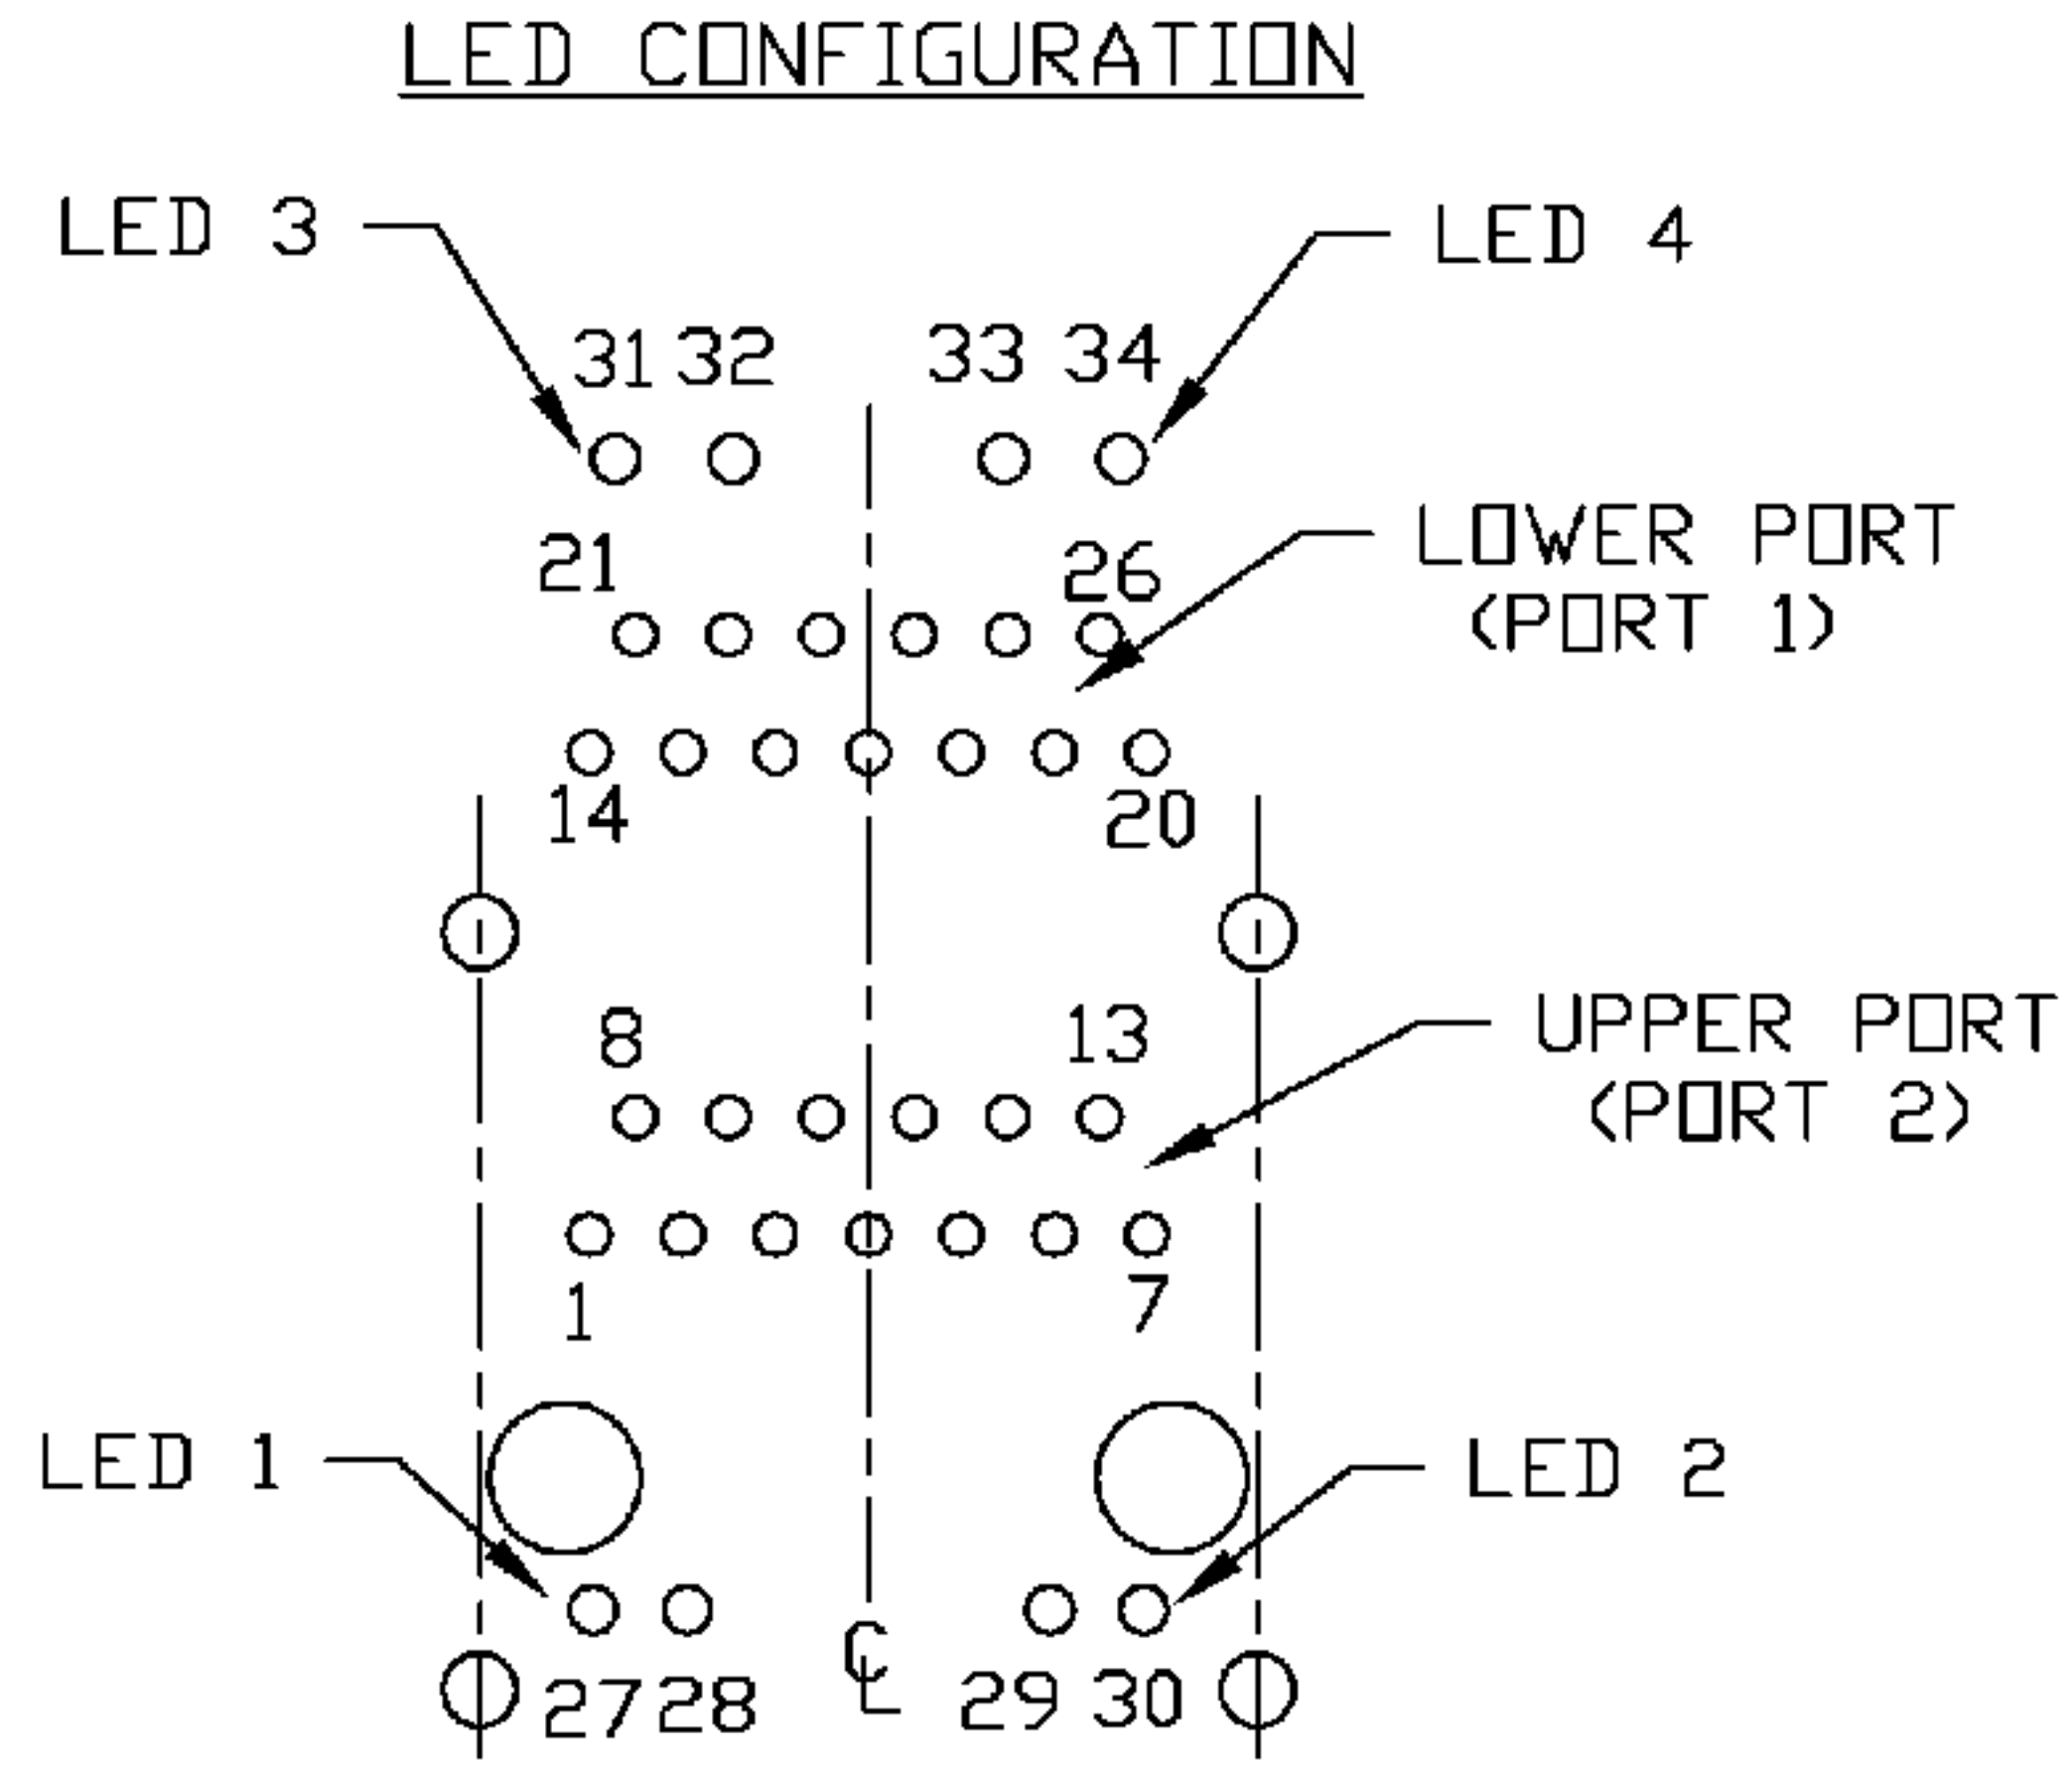 LED CONFIGURATION
LED 3
LED 4
31 32 33 34
21 26
LOWER PORT
(PORT 1)
14 20
8 13
UPPER PORT
(PORT 2)
1 7
LED 1
LED 2
27 28 ℄ 29 30